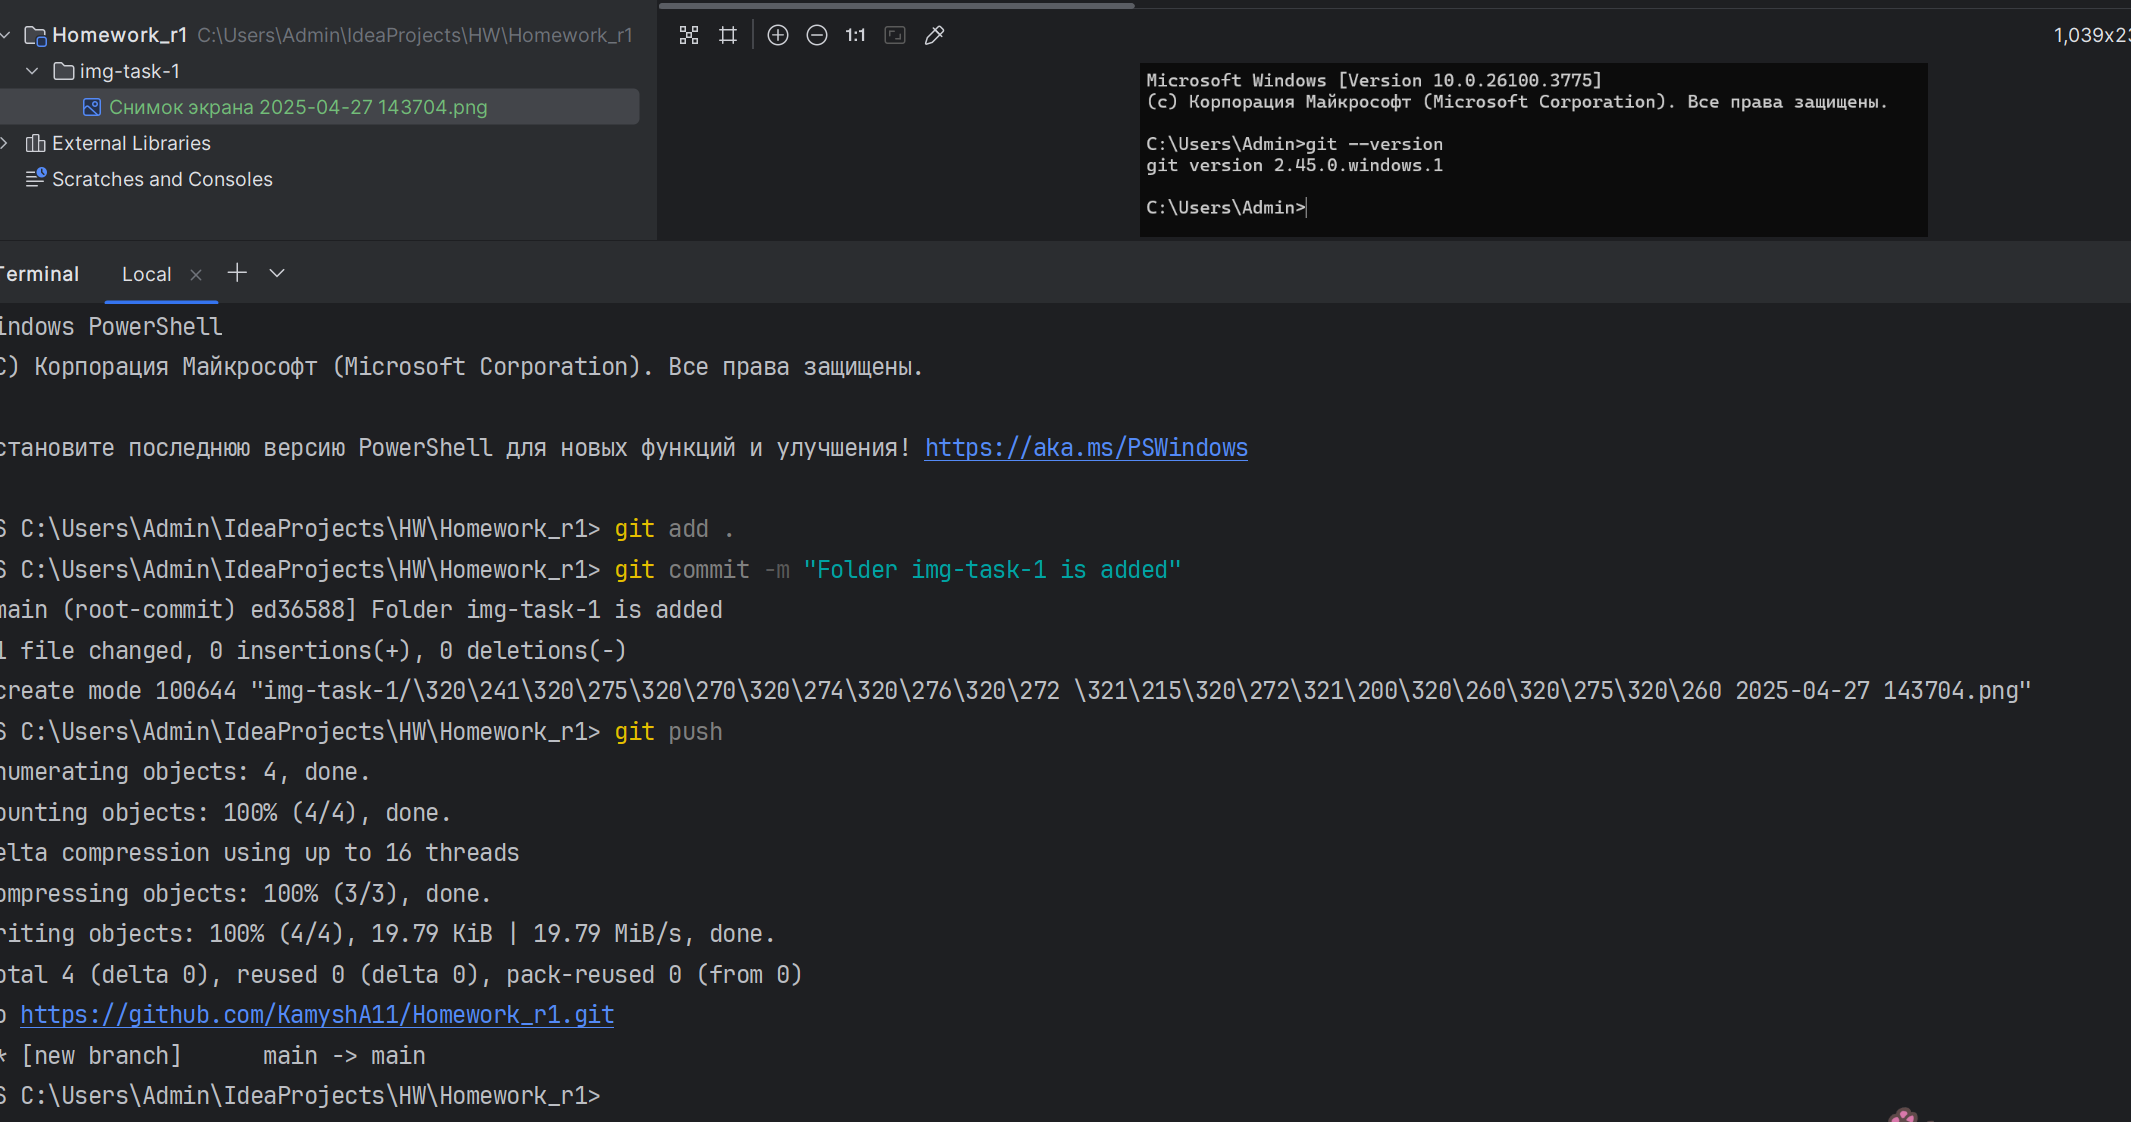 Homework_r1 C:\Users\Admin\IdeaProjects\HW\Homework_r1
img-task-1
Снимок экрана 2025-04-27 143704.png
External Libraries
Scratches and Consoles
1:1
1,039x23
Microsoft Windows [Version 10.0.26100.3775]
(c) Корпорация Майкрософт (Microsoft Corporation). Все права защищены.
C:\Users\Admin>git --version
git version 2.45.0.windows.1
C:\Users\Admin>
Terminal Local
indows PowerShell
C) Корпорация Майкрософт (Microsoft Corporation). Все права защищены.
становите последнюю версию PowerShell для новых функций и улучшения! https://aka.ms/PSWindows
S C:\Users\Admin\IdeaProjects\HW\Homework_r1> git add .
S C:\Users\Admin\IdeaProjects\HW\Homework_r1> git commit -m "Folder img-task-1 is added"
main (root-commit) ed36588] Folder img-task-1 is added
1 file changed, 0 insertions(+), 0 deletions(-)
create mode 100644 "img-task-1/\320\241\320\275\320\270\320\274\320\276\320\272 \321\215\320\272\321\200\320\260\320\275\320\260 2025-04-27 143704.png"
S C:\Users\Admin\IdeaProjects\HW\Homework_r1> git push
numerating objects: 4, done.
ounting objects: 100% (4/4), done.
elta compression using up to 16 threads
ompressing objects: 100% (3/3), done.
riting objects: 100% (4/4), 19.79 KiB | 19.79 MiB/s, done.
otal 4 (delta 0), reused 0 (delta 0), pack-reused 0 (from 0)
o https://github.com/KamyshA11/Homework_r1.git
* [new branch] main -> main
S C:\Users\Admin\IdeaProjects\HW\Homework_r1>